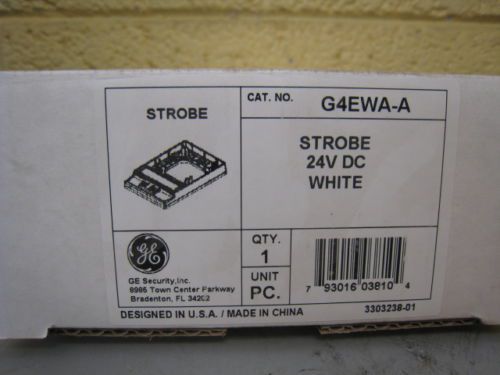 STROBE
CAT. NO. G4EWA-A
STROBE
24V DC
WHITE
GE
GE Security, Inc.
8985 Town Center Parkway
Bradenton, FL 34202
QTY.
1
UNIT
PC.
7 93016 03810 4
3303238-01
DESIGNED IN U.S.A. / MADE IN CHINA